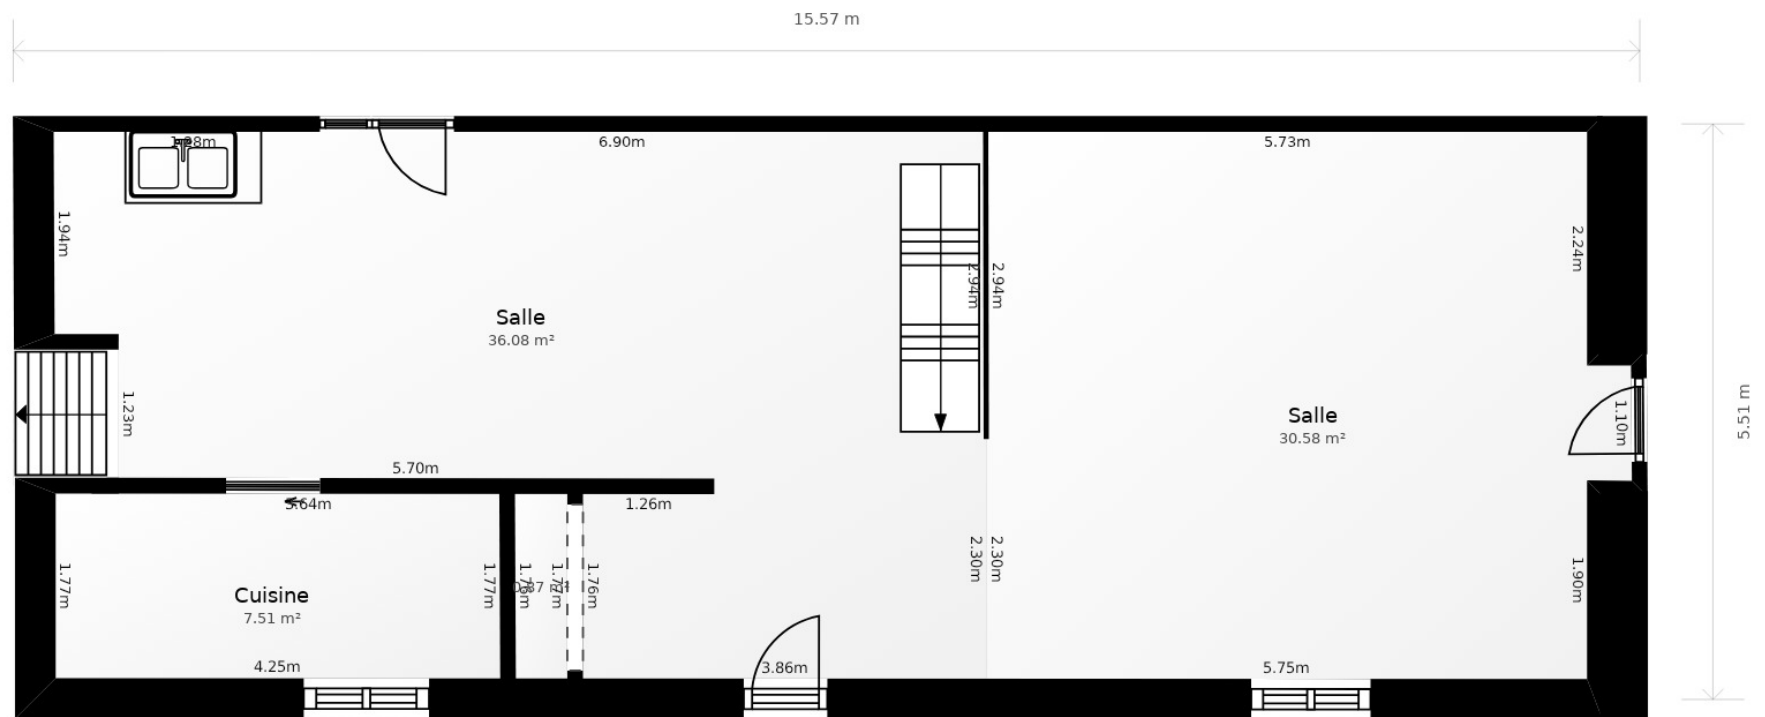 15.57 m
6.90m
5.73m
1.94m
2.24m
2.94m
2.94m
Salle
36.08 m²
5.51 m
1.23m
Salle
30.58 m²
1.10m
5.70m
1.26m
1.77m
1.77m
1.76m
2.30m
2.30m
1.90m
Cuisine
7.51 m²
4.25m
3.86m
5.75m